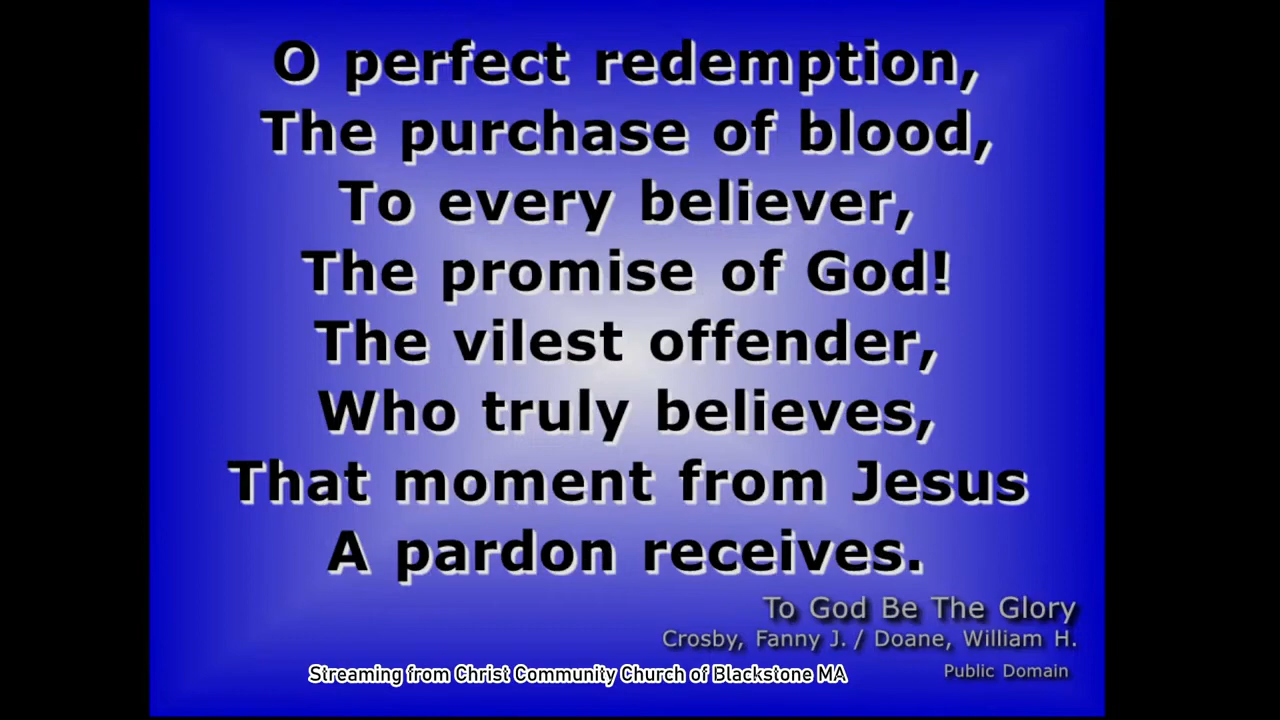 O perfect redemption,
The purchase of blood,
To every believer,
The promise of God!
The vilest offender,
Who truly believes,
That moment from Jesus
A pardon receives.
To God Be The Glory
Crosby, Fanny J. / Doane, William H.
Streaming from Christ Community Church of Blackstone MA
Public Domain